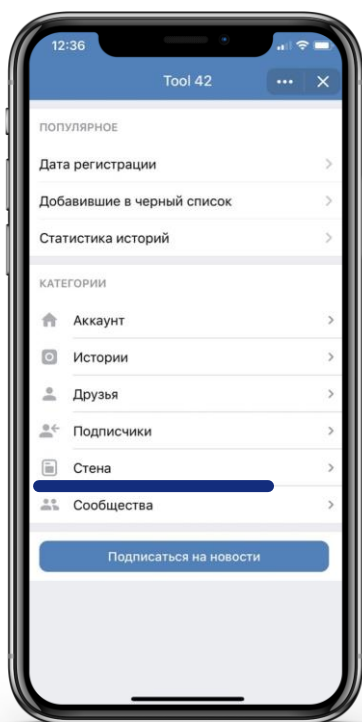 12:36
Tool 42
ПОПУЛЯРНОЕ
Дата регистрации
Добавившие в черный список
Статистика историй
КАТЕГОРИИ
Аккаунт
Истории
Друзья
Подписчики
Стена
Сообщества
Подписаться на новости